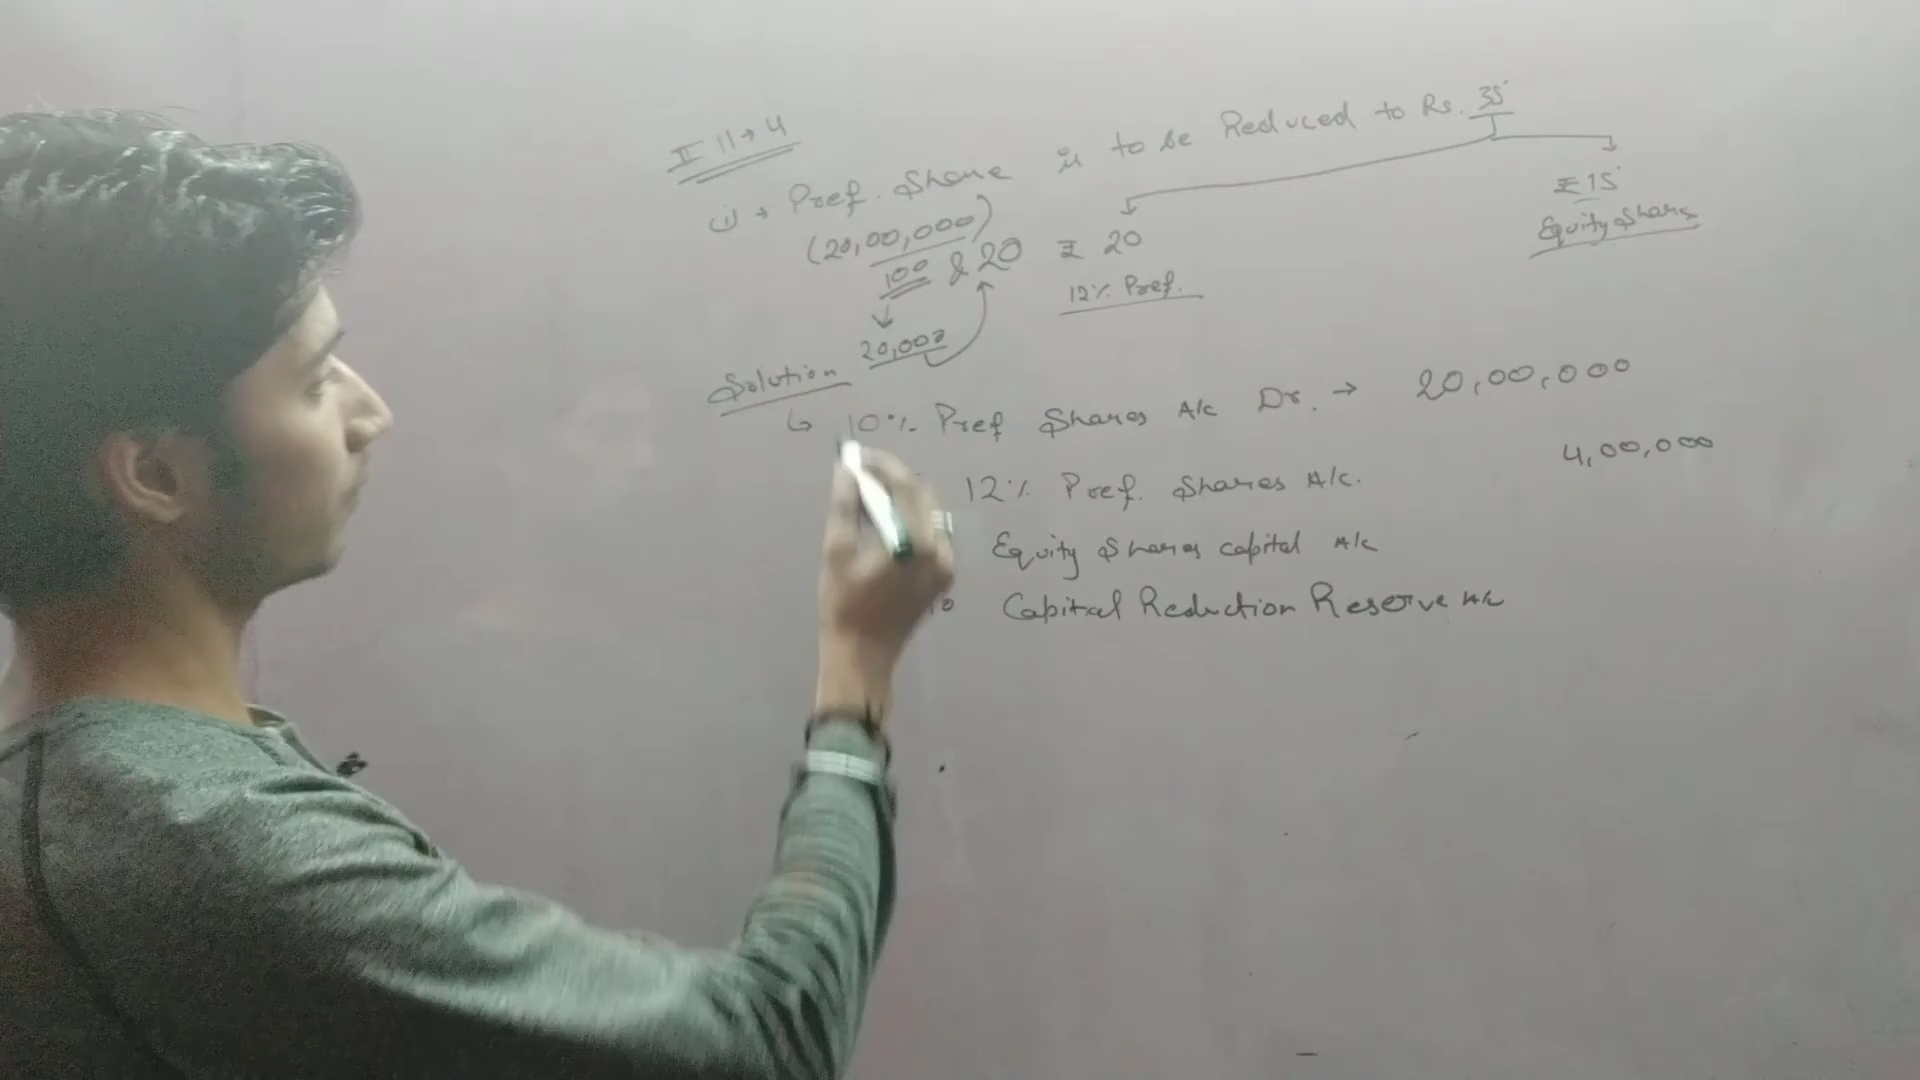 II 11→4
(i) → Pref. Share is to be Reduced to Rs. 35
(20,00,000)
100 & 20 ₹ 20 ₹ 15
12% Pref. Equity Shares
20,000
Solution
↳ 10% Pref Shares A/c Dr. → 20,00,000
12% Pref. Shares A/c. 4,00,000
Equity Shares capital A/c
To Capital Reduction Reserve A/c